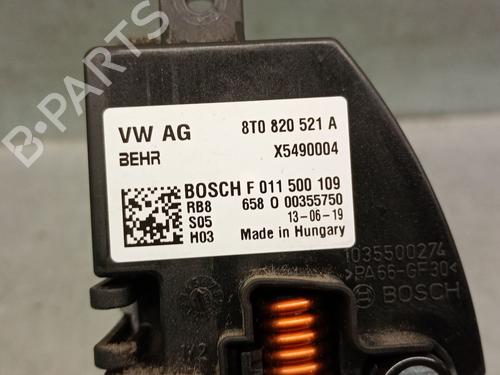 VW AG 8T0 820 521 A
BEHR X5490004
BOSCH F 011 500 109
RB8 658 O 00355750
S05 13-06-19
H03 Made in Hungary
1035500274
>PA66-GF30<
BOSCH
B-PARTS